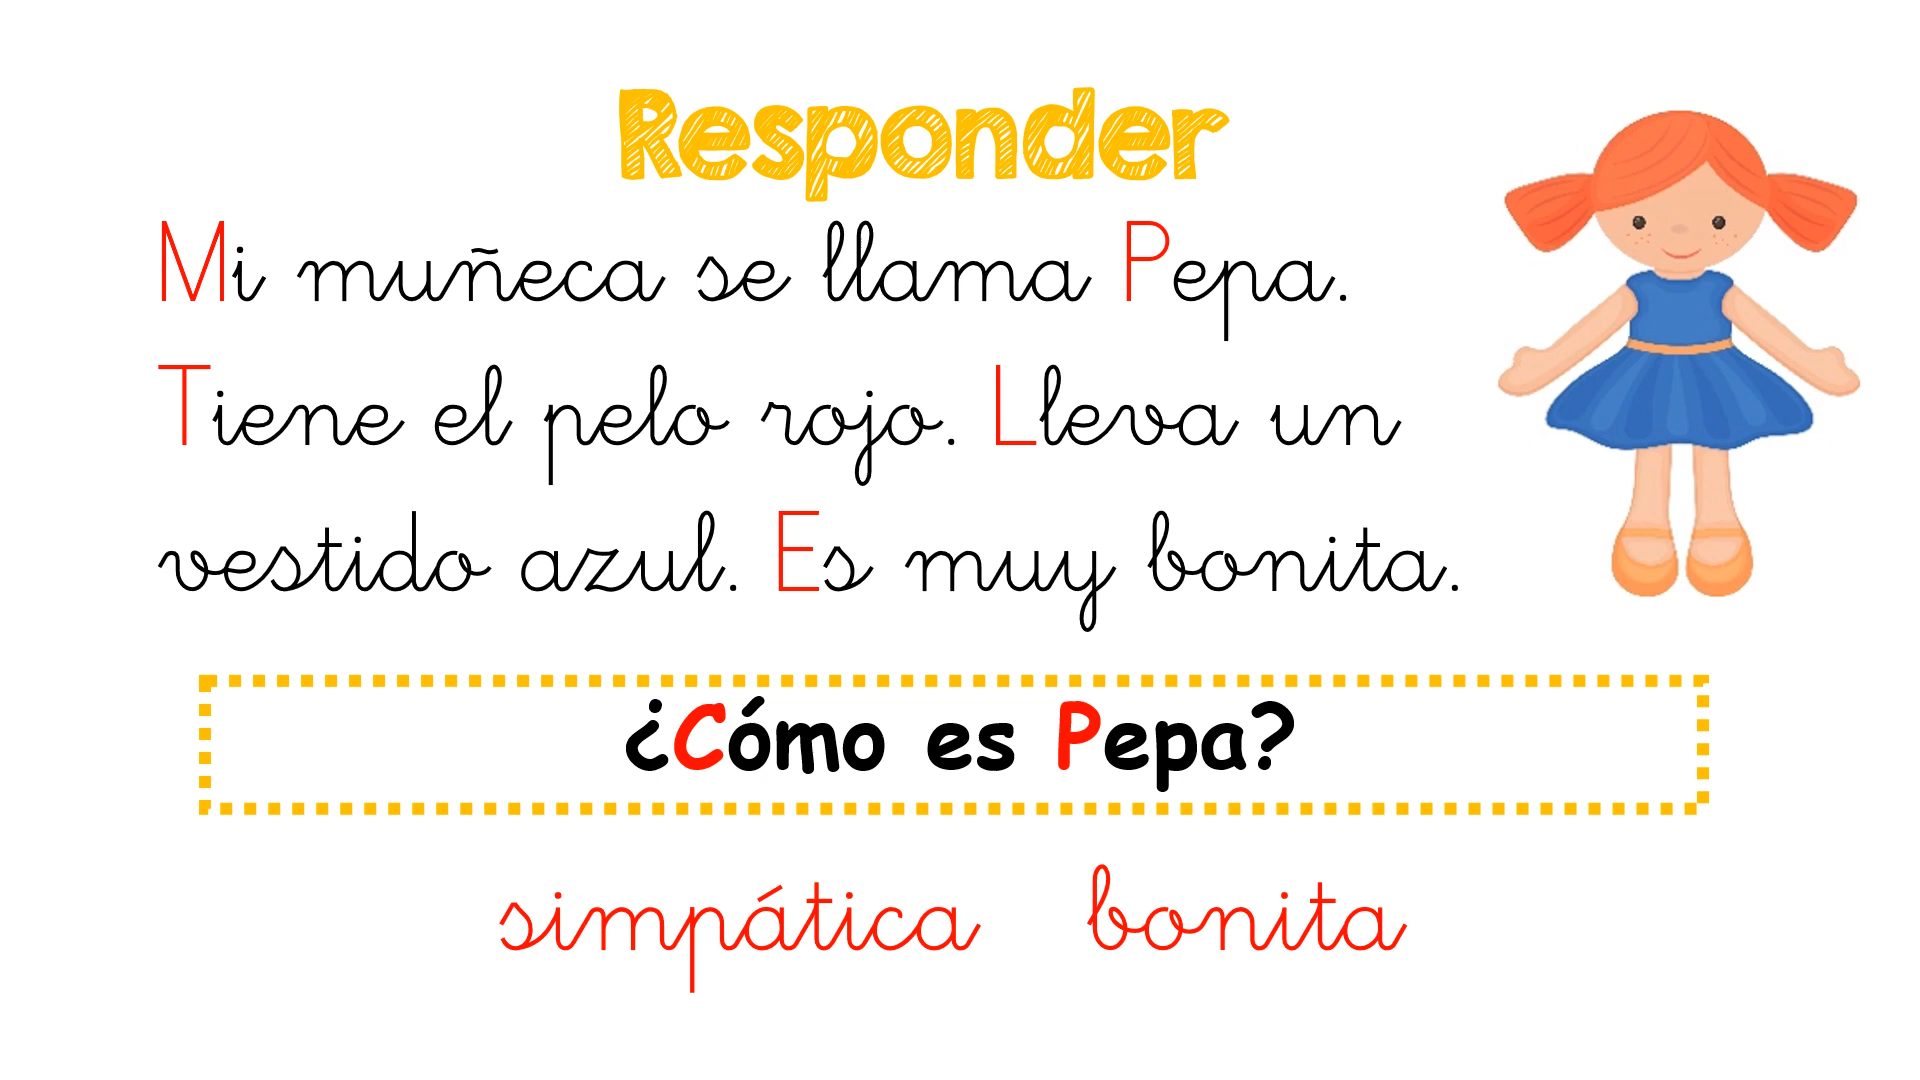 Responder
Mi muñeca se llama Pepa.
Tiene el pelo rojo. Lleva un
vestido azul. Es muy bonita.
¿Cómo es Pepa?
simpática bonita